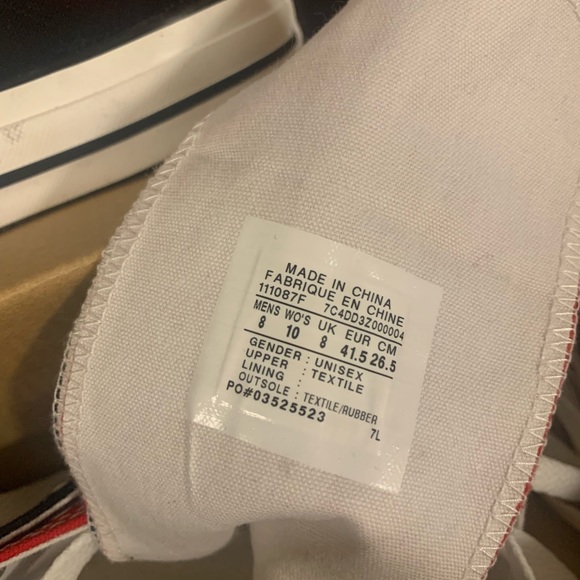 MADE IN CHINA
FABRIQUE EN CHINE
111087F 7C4DD3Z000004
MENS WO'S UK EUR CM
8 10 8 41.5 26.5
GENDER : UNISEX
UPPER : TEXTILE
LINING :
OUTSOLE : TEXTILE/RUBBER
PO#03525523 7L